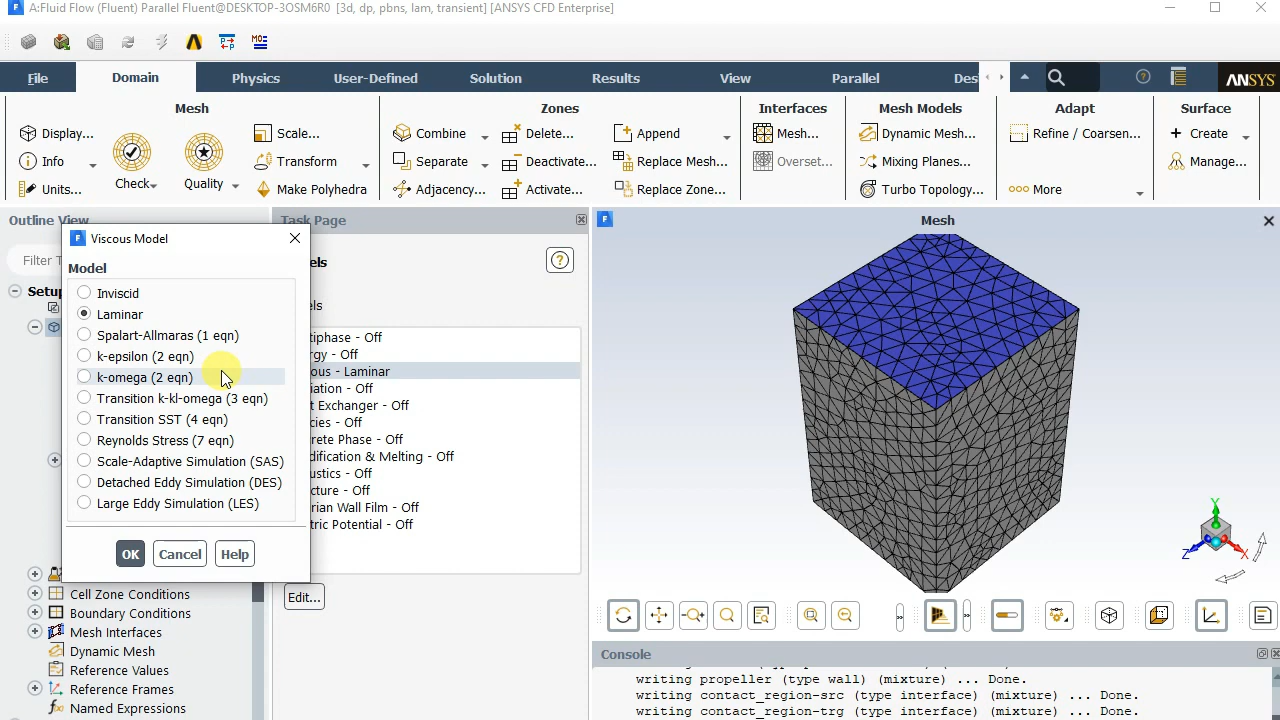 A:Fluid Flow (Fluent) Parallel Fluent@DESKTOP-3OSM6R0 [3d, dp, pbns, lam, transient] [ANSYS CFD Enterprise]
File Domain Physics User-Defined Solution Results View Parallel Des ANSYS
Mesh Zones Interfaces Mesh Models Adapt Surface
Display... Scale... Combine Delete... Append Mesh... Dynamic Mesh... Refine / Coarsen... Create
Info Transform Separate Deactivate... Replace Mesh... Overset... Mixing Planes... Manage...
Check Quality
Units... Make Polyhedra Adjacency... Activate... Replace Zone... Turbo Topology... More
Outline View Task Page Mesh
Viscous Model
Filter T
els
Model
Setup
els
Inviscid
Laminar
Spalart-Allmaras (1 eqn)
k-epsilon (2 eqn)
k-omega (2 eqn)
Transition k-kl-omega (3 eqn)
Transition SST (4 eqn)
Reynolds Stress (7 eqn)
Scale-Adaptive Simulation (SAS)
Detached Eddy Simulation (DES)
Large Eddy Simulation (LES)
OK Cancel Help
tiphase - Off
rgy - Off
ous - Laminar
iation - Off
t Exchanger - Off
cies - Off
crete Phase - Off
dification & Melting - Off
ustics - Off
cture - Off
rian Wall Film - Off
tric Potential - Off
Edit...
Cell Zone Conditions
Boundary Conditions
Mesh Interfaces
Dynamic Mesh
Reference Values
Reference Frames
Named Expressions
Y
Z
X
Console
writing propeller (type wall) (mixture) ... Done.
writing contact_region-src (type interface) (mixture) ... Done.
writing contact_region-trg (type interface) (mixture) ... Done.